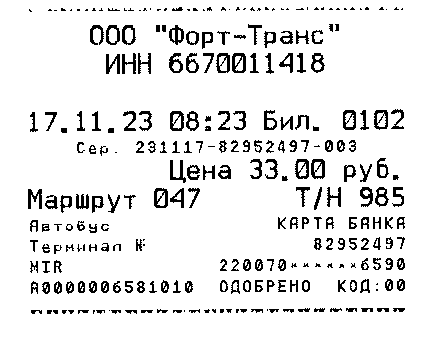 ООО "Форт-Транс"
ИНН 6670011418
17.11.23 08:23 Бил. 0102
Сер. 231117-82952497-003
Цена 33.00 руб.
Маршрут 047 Т/Н 985
Автобус КАРТА БАНКА
Терминал № 82952497
MIR 220070******6590
A0000006581010 ОДОБРЕНО КОД:00